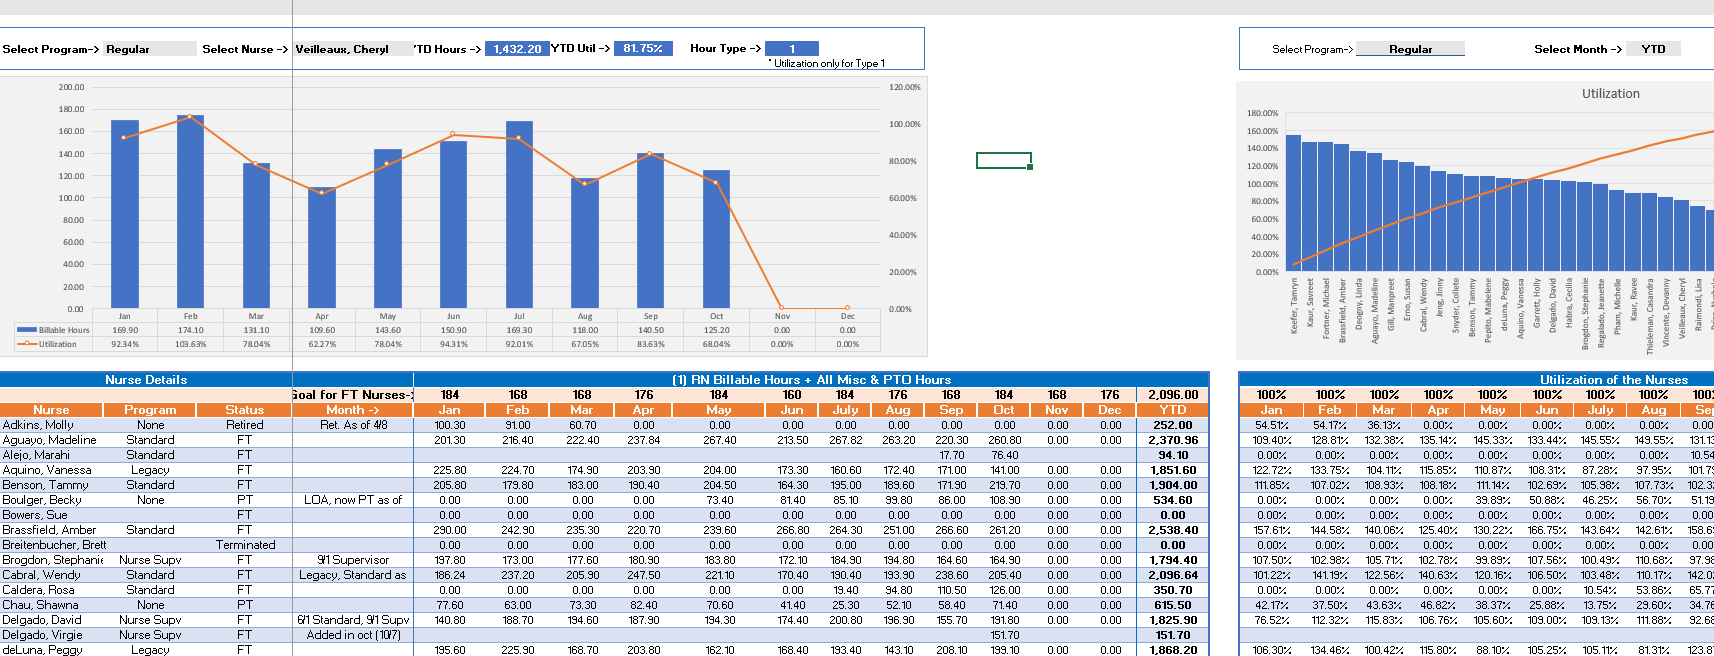 Select Program-> Regular Select Nurse -> Veilleaux, Cheryl YTD Hours -> 1,432.20 YTD Util -> 81.75% Hour Type -> 1
* Utilization only for Type 1
Select Program-> Regular Select Month -> YTD
200.00
180.00
160.00
140.00
120.00
100.00
80.00
60.00
40.00
20.00
0.00
120.00%
100.00%
80.00%
60.00%
40.00%
20.00%
0.00%
Jan Feb Mar Apr May Jun Jul Aug Sep Oct Nov Dec
Billable Hours 169.90 174.10 131.10 109.60 143.60 150.90 169.30 118.00 140.50 125.20 0.00 0.00
Utilization 92.34% 103.63% 78.04% 62.27% 78.04% 94.31% 92.01% 67.05% 83.63% 68.04% 0.00% 0.00%
Utilization
180.00%
160.00%
140.00%
120.00%
100.00%
80.00%
60.00%
40.00%
20.00%
0.00%
Keefer, Tamryn
Kaur, Savreet
Fortner, Michael
Brassfield, Amber
Deogny, Linda
Aguayo, Madeline
Gill, Manpreet
Erno, Susan
Cabral, Wendy
Jeng, Jinny
Snyder, Collete
Benson, Tammy
Pepito, Mabelene
deLuna, Peggy
Aquino, Vanessa
Garrett, Holly
Delgado, David
Habra, Cecilia
Brogdon, Stephanie
Regalado, Jeanette
Pham, Michelle
Kaur, Ravee
Thieleman, Casandra
Vincente, Devanny
Veilleaux, Cheryl
Raimondi, Lisa
Nurse Details (1) RN Billable Hours + All Misc & PTO Hours
Goal for FT Nurses-> 184 168 168 176 184 160 184 176 168 184 168 176 2,096.00
Nurse Program Status Month -> Jan Feb Mar Apr May Jun July Aug Sep Oct Nov Dec YTD
Adkins, Molly None Retired Ret. As of 4/8 100.30 91.00 60.70 0.00 0.00 0.00 0.00 0.00 0.00 0.00 0.00 0.00 252.00
Aguayo, Madeline Standard FT 201.30 216.40 222.40 237.84 267.40 213.50 267.82 263.20 220.30 260.80 0.00 0.00 2,370.96
Alejo, Marahi Standard FT 17.70 76.40 94.10
Aquino, Vanessa Legacy FT 225.80 224.70 174.90 203.90 204.00 173.30 160.60 172.40 171.00 141.00 0.00 0.00 1,851.60
Benson, Tammy Standard FT 205.80 179.80 183.00 190.40 204.50 164.30 195.00 189.60 171.90 219.70 0.00 0.00 1,904.00
Boulger, Becky None PT LOA, now PT as of 0.00 0.00 0.00 0.00 73.40 81.40 85.10 99.80 86.00 108.90 0.00 0.00 534.60
Bowers, Sue FT 0.00 0.00 0.00 0.00 0.00 0.00 0.00 0.00 0.00 0.00 0.00 0.00 0.00
Brassfield, Amber Standard FT 290.00 242.90 235.30 220.70 239.60 266.80 264.30 251.00 266.60 261.20 0.00 0.00 2,538.40
Breitenbucher, Brett Terminated 0.00 0.00 0.00 0.00 0.00 0.00 0.00 0.00 0.00 0.00 0.00 0.00 0.00
Brogdon, Stephanie Nurse Supv FT 9/1 Supervisor 197.80 173.00 177.60 180.90 183.80 172.10 184.90 194.80 164.60 164.90 0.00 0.00 1,794.40
Cabral, Wendy Standard FT Legacy, Standard as 186.24 237.20 205.90 247.50 221.10 170.40 190.40 193.90 238.60 205.40 0.00 0.00 2,096.64
Caldera, Rosa Standard FT 0.00 0.00 0.00 0.00 0.00 0.00 19.40 94.80 110.50 126.00 0.00 0.00 350.70
Chau, Shawna None PT 77.60 63.00 73.30 82.40 70.60 41.40 25.30 52.10 58.40 71.40 0.00 0.00 615.50
Delgado, David Nurse Supv FT 6/1 Standard, 9/1 Supv 140.80 188.70 194.60 187.90 194.30 174.40 200.80 196.90 155.70 191.80 0.00 0.00 1,825.90
Delgado, Virgie Nurse Supv FT Added in oct (10/7) 151.70 151.70
deLuna, Peggy Legacy FT 195.60 225.90 168.70 203.80 162.10 168.40 193.40 143.10 208.10 199.10 0.00 0.00 1,868.20
Utilization of the Nurses
100% 100% 100% 100% 100% 100% 100% 100% 100%
Jan Feb Mar Apr May Jun July Aug Sep
54.51% 54.17% 36.13% 0.00% 0.00% 0.00% 0.00% 0.00% 0.00%
109.40% 128.81% 132.38% 135.14% 145.33% 133.44% 145.55% 149.55% 131.13
0.00% 0.00% 0.00% 0.00% 0.00% 0.00% 0.00% 0.00% 10.54
122.72% 133.75% 104.11% 115.85% 110.87% 108.31% 87.28% 97.95% 101.79
111.85% 107.02% 108.93% 108.18% 111.14% 102.69% 105.98% 107.73% 102.32
0.00% 0.00% 0.00% 0.00% 39.89% 50.88% 46.25% 56.70% 51.19
0.00% 0.00% 0.00% 0.00% 0.00% 0.00% 0.00% 0.00% 0.00%
157.61% 144.58% 140.06% 125.40% 130.22% 166.75% 143.64% 142.61% 158.69
0.00% 0.00% 0.00% 0.00% 0.00% 0.00% 0.00% 0.00% 0.00%
107.50% 102.98% 105.71% 102.78% 99.89% 107.56% 100.49% 110.68% 97.98
101.22% 141.19% 122.56% 140.63% 120.16% 106.50% 103.48% 110.17% 142.02
0.00% 0.00% 0.00% 0.00% 0.00% 0.00% 10.54% 53.86% 65.77
42.17% 37.50% 43.63% 46.82% 38.37% 25.88% 13.75% 29.60% 34.76
76.52% 112.32% 115.83% 106.76% 105.60% 109.00% 109.13% 111.88% 92.68
106.30% 134.46% 100.42% 115.80% 88.10% 105.25% 105.11% 81.31% 123.87